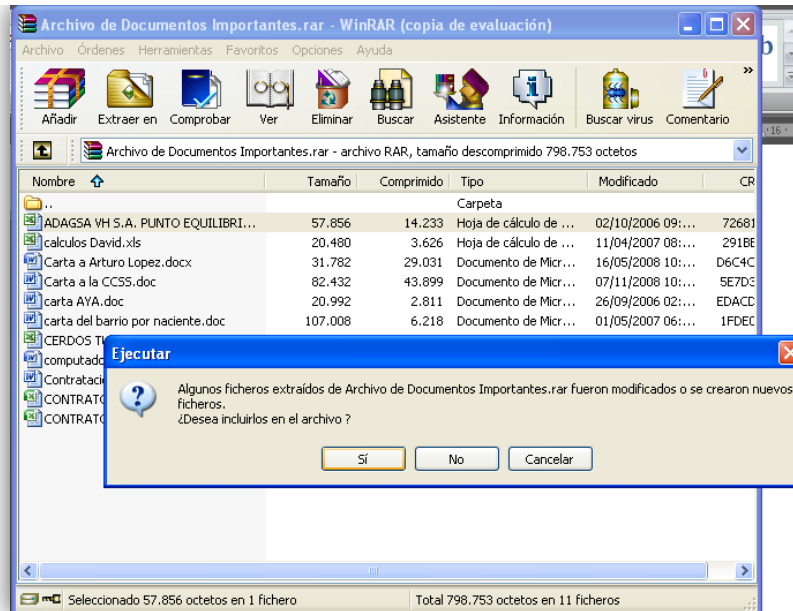 Archivo de Documentos Importantes.rar - WinRAR (copia de evaluación)
Archivo Órdenes Herramientas Favoritos Opciones Ayuda
Añadir Extraer en Comprobar Ver Eliminar Buscar Asistente Información Buscar virus Comentario »
Archivo de Documentos Importantes.rar - archivo RAR, tamaño descomprimido 798.753 octetos
Nombre Tamaño Comprimido Tipo Modificado CR
.. Carpeta
ADAGSA VH S.A. PUNTO EQUILIBRI... 57.856 14.233 Hoja de cálculo de ... 02/10/2006 09:... 72681
calculos David.xls 20.480 3.626 Hoja de cálculo de ... 11/04/2007 08:... 291BE
Carta a Arturo Lopez.docx 31.782 29.031 Documento de Micr... 16/05/2008 10:... D6C4C
Carta a la CCSS.doc 82.432 43.899 Documento de Micr... 07/11/2008 10:... 5E7D3
carta AYA.doc 20.992 2.811 Documento de Micr... 26/09/2006 02:... EDACD
carta del barrio por naciente.doc 107.008 6.218 Documento de Micr... 01/05/2007 06:... 1FDEC
CERDOS
computado
Contrataci
CONTRATO
CONTRATO
Ejecutar
Algunos ficheros extraídos de Archivo de Documentos Importantes.rar fueron modificados o se crearon nuevos
ficheros.
¿Desea incluirlos en el archivo ?
Sí No Cancelar
Seleccionado 57.856 octetos en 1 fichero Total 798.753 octetos en 11 ficheros
b
16